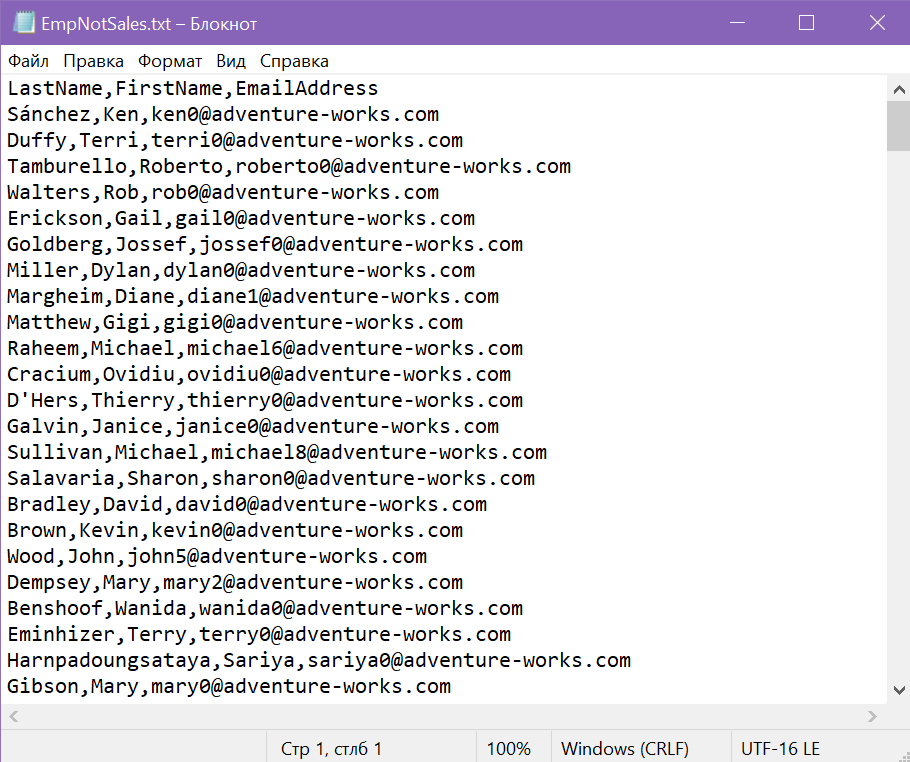 EmpNotSales.txt – Блокнот
Файл Правка Формат Вид Справка
LastName,FirstName,EmailAddress
Sánchez,Ken,ken0@adventure-works.com
Duffy,Terri,terri0@adventure-works.com
Tamburello,Roberto,roberto0@adventure-works.com
Walters,Rob,rob0@adventure-works.com
Erickson,Gail,gail0@adventure-works.com
Goldberg,Jossef,jossef0@adventure-works.com
Miller,Dylan,dylan0@adventure-works.com
Margheim,Diane,diane1@adventure-works.com
Matthew,Gigi,gigi0@adventure-works.com
Raheem,Michael,michael6@adventure-works.com
Cracium,Ovidiu,ovidiu0@adventure-works.com
D'Hers,Thierry,thierry0@adventure-works.com
Galvin,Janice,janice0@adventure-works.com
Sullivan,Michael,michael8@adventure-works.com
Salavaria,Sharon,sharon0@adventure-works.com
Bradley,David,david0@adventure-works.com
Brown,Kevin,kevin0@adventure-works.com
Wood,John,john5@adventure-works.com
Dempsey,Mary,mary2@adventure-works.com
Benshoof,Wanida,wanida0@adventure-works.com
Eminhizer,Terry,terry0@adventure-works.com
Harnpadoungsataya,Sariya,sariya0@adventure-works.com
Gibson,Mary,mary0@adventure-works.com
Стр 1, стлб 1 100% Windows (CRLF) UTF-16 LE